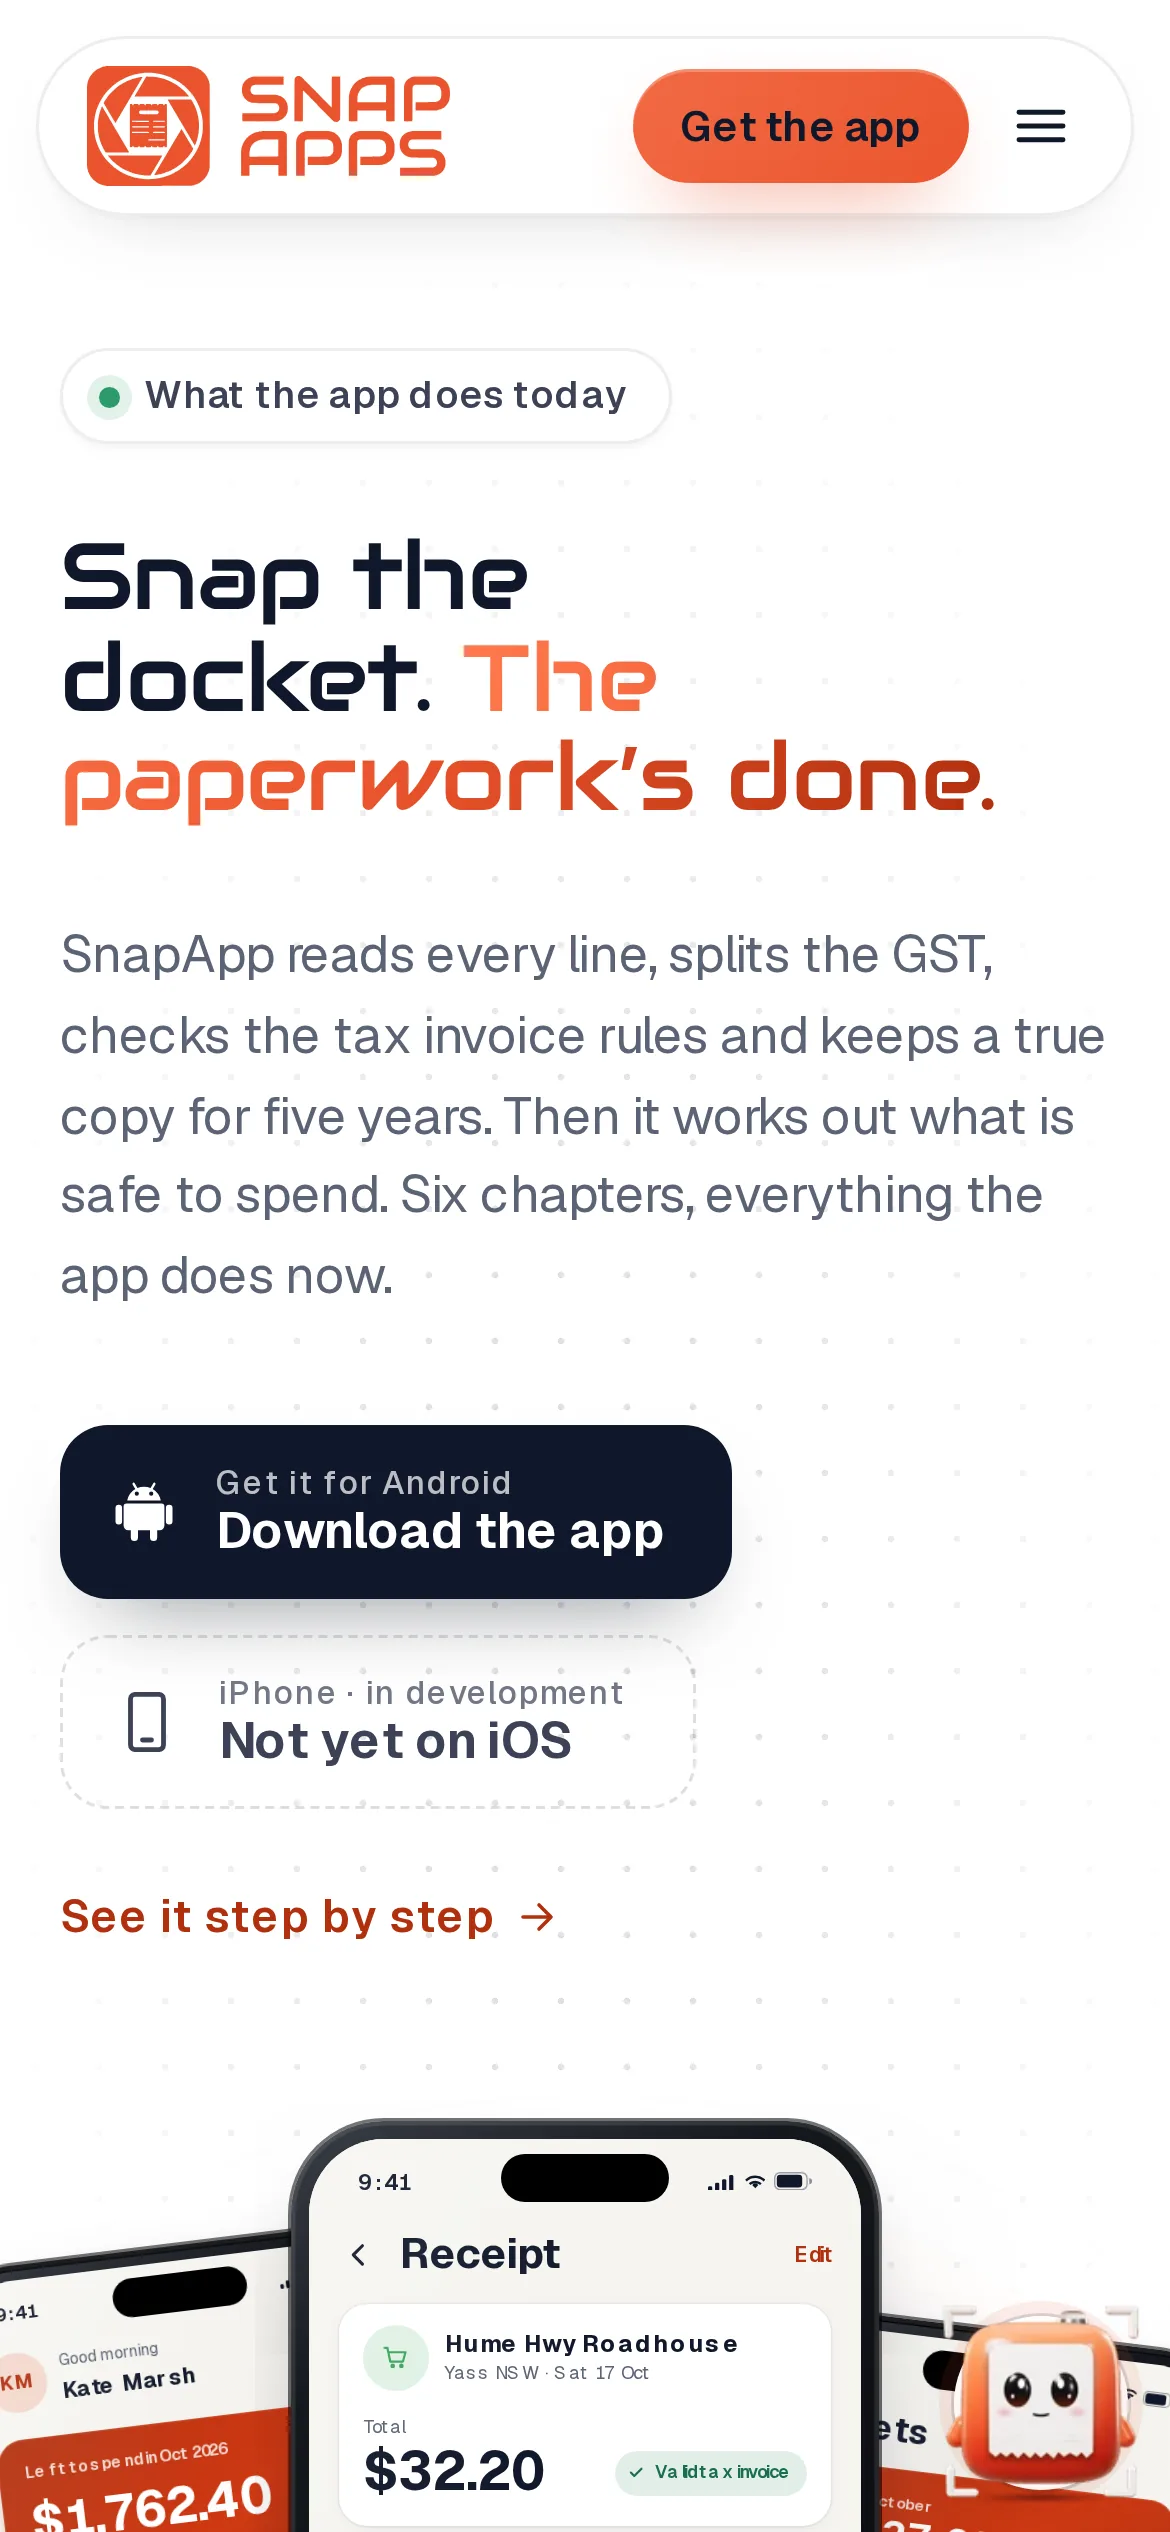 SNAP
APPS
Get the app
What the app does today
Snap the
docket. The
paperwork's done.
SnapApp reads every line, splits the GST,
checks the tax invoice rules and keeps a true
copy for five years. Then it works out what is
safe to spend. Six chapters, everything the
app does now.
Get it for Android
Download the app
iPhone · in development
Not yet on iOS
See it step by step →
9:41
Receipt
Edit
Hume Hwy Roadhouse
Yass NSW · Sat 17 Oct
Total
$32.20
Valid tax invoice
9:41
Good morning
KM
Kate Marsh
Left to spend in Oct 2026
$1,762.40
ets
ctober